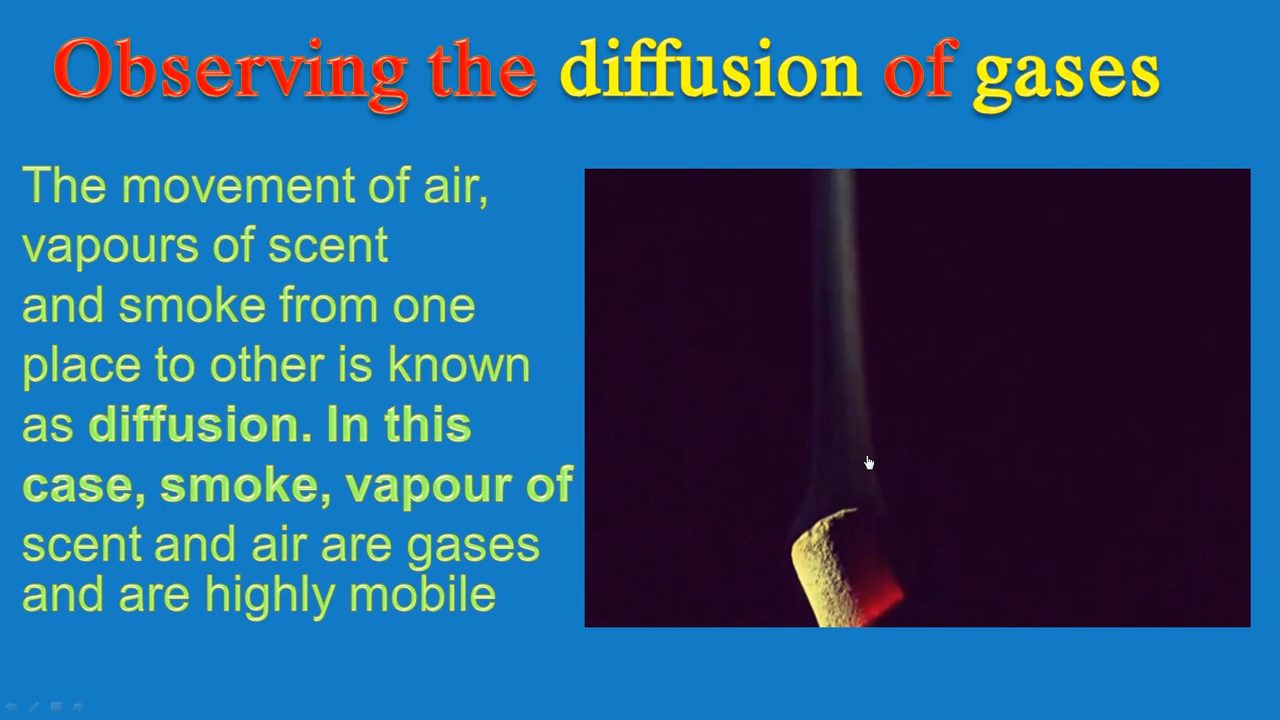 Observing the diffusion of gases
The movement of air,
vapours of scent
and smoke from one
place to other is known
as diffusion. In this
case, smoke, vapour of
scent and air are gases
and are highly mobile